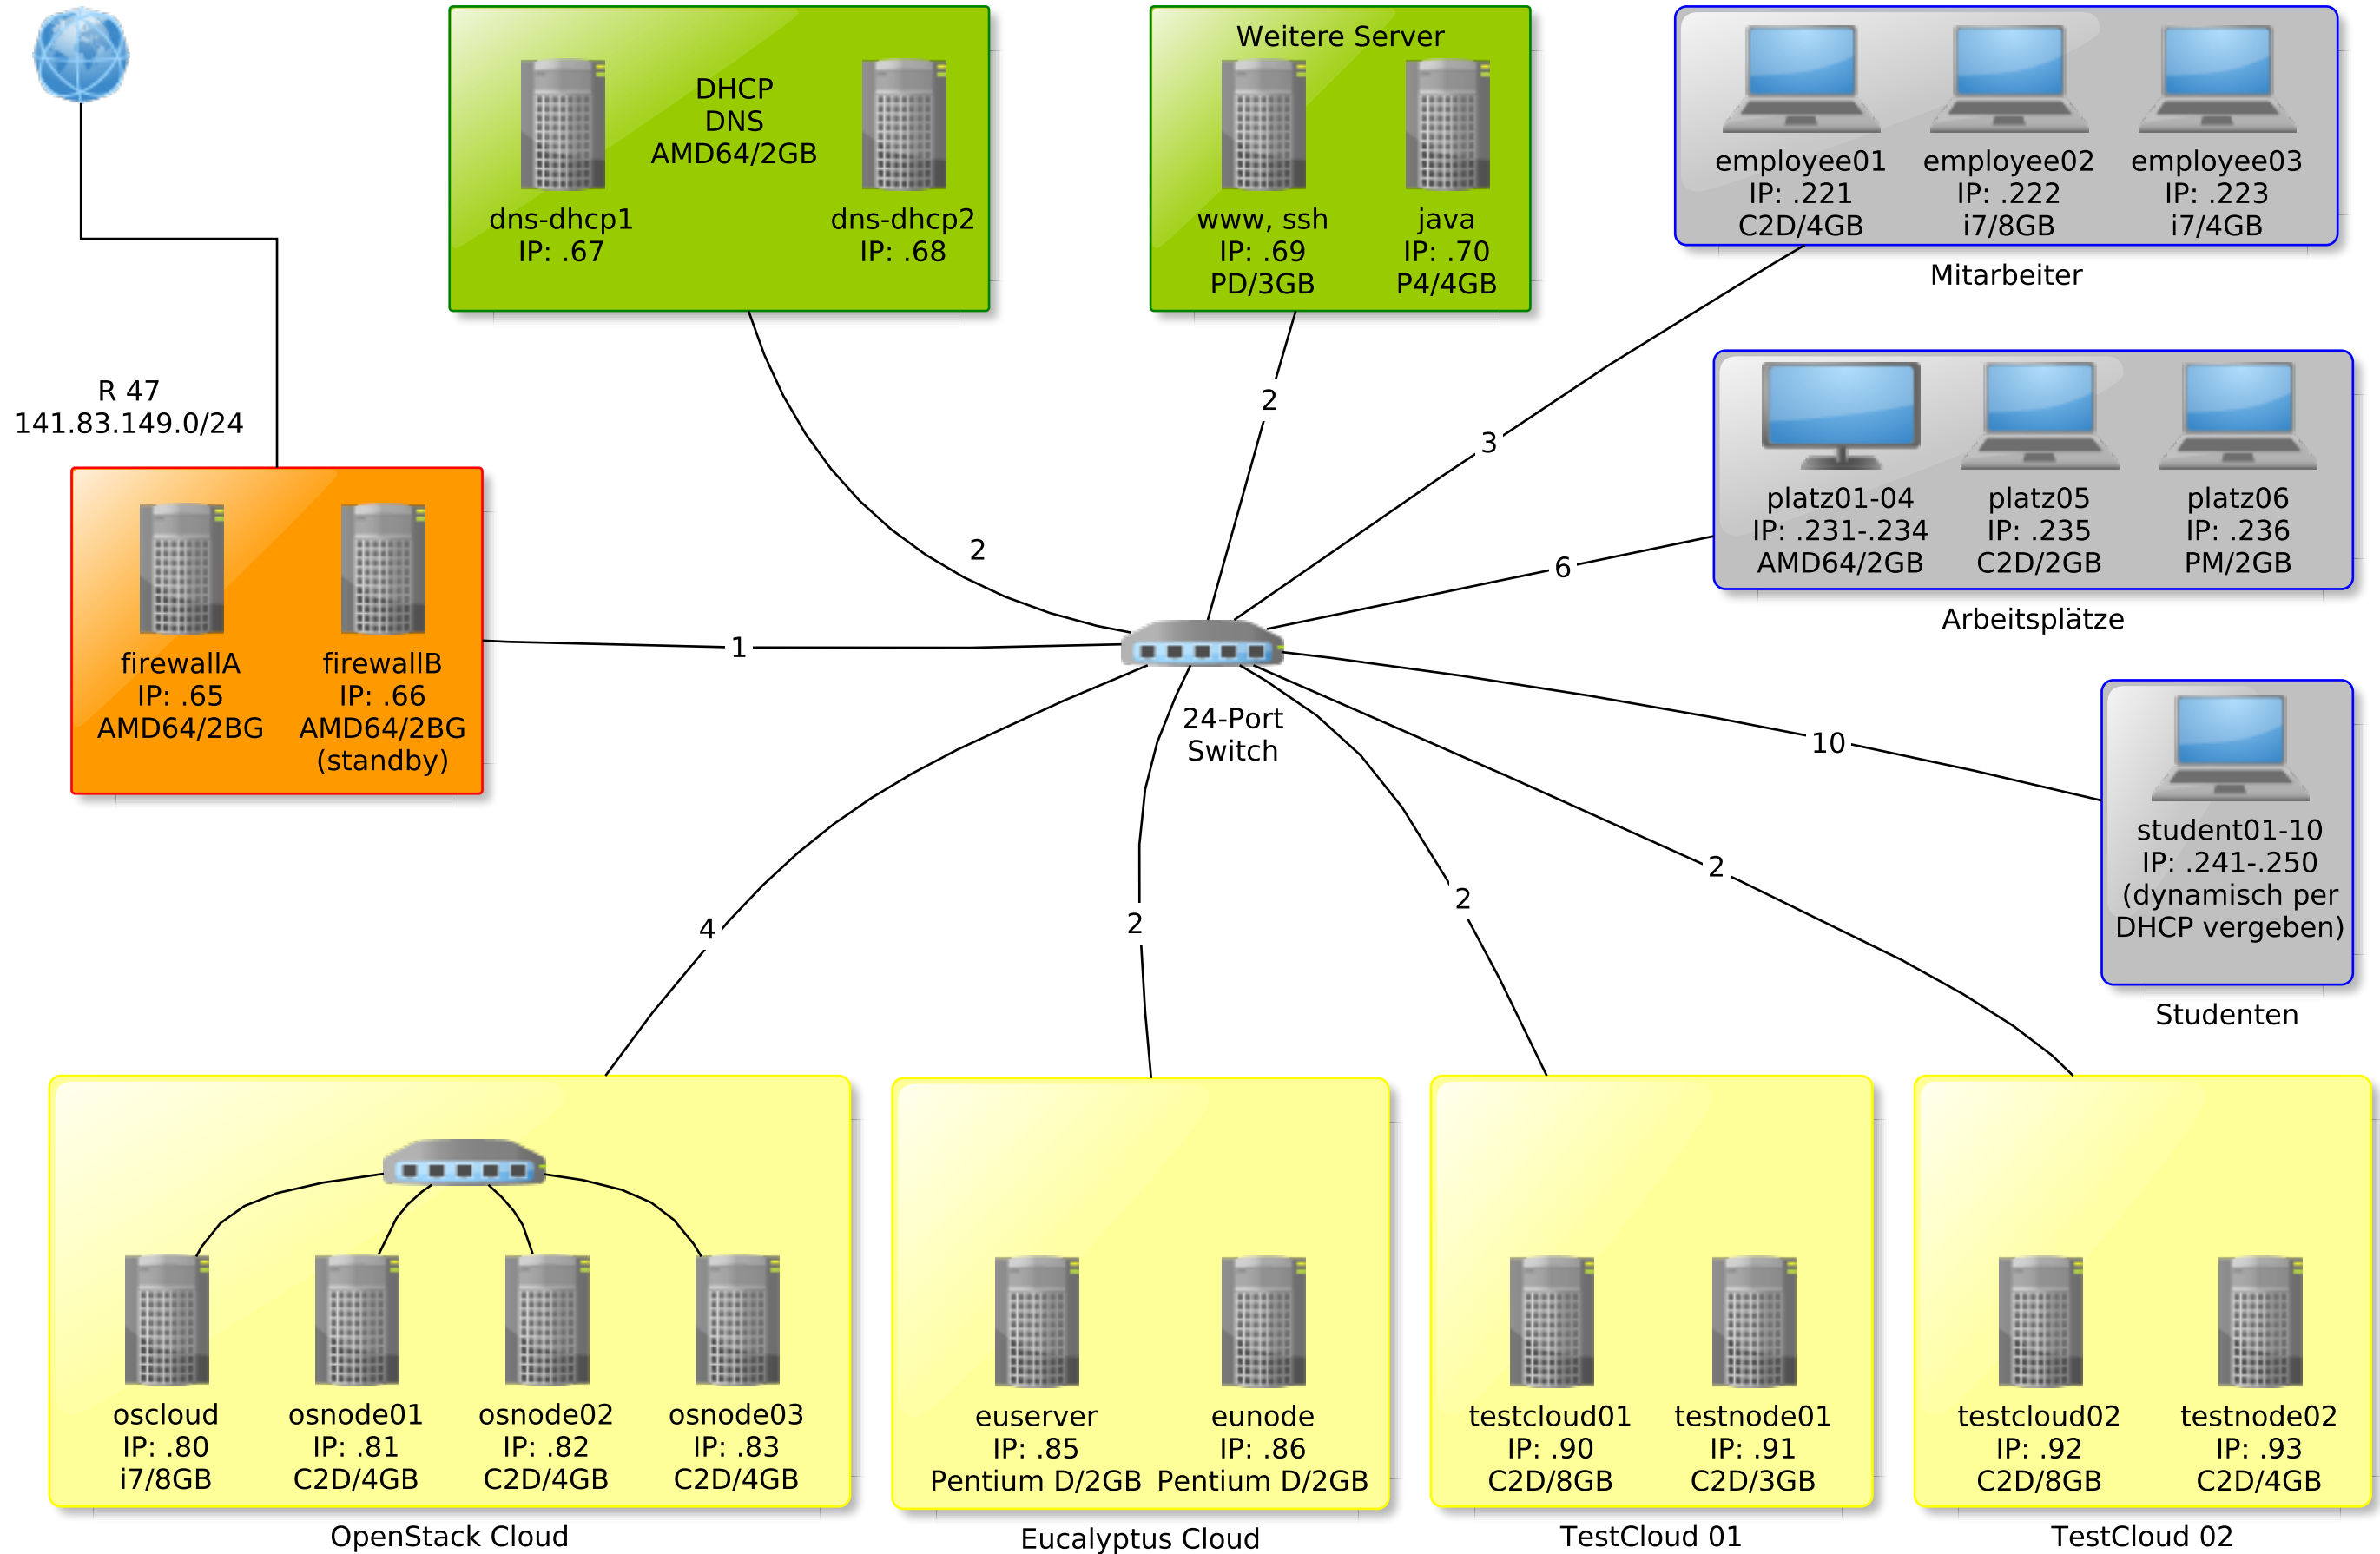 R 47
141.83.149.0/24
DHCP
DNS
AMD64/2GB
dns-dhcp1
IP: .67
dns-dhcp2
IP: .68
Weitere Server
www, ssh
IP: .69
PD/3GB
java
IP: .70
P4/4GB
employee01
IP: .221
C2D/4GB
employee02
IP: .222
i7/8GB
employee03
IP: .223
i7/4GB
Mitarbeiter
platz01-04
IP: .231-.234
AMD64/2GB
platz05
IP: .235
C2D/2GB
platz06
IP: .236
PM/2GB
Arbeitsplätze
firewallA
IP: .65
AMD64/2BG
firewallB
IP: .66
AMD64/2BG
(standby)
2
2
3
6
1
24-Port
Switch
10
4
2
2
2
student01-10
IP: .241-.250
(dynamisch per
DHCP vergeben)
Studenten
oscloud
IP: .80
i7/8GB
osnode01
IP: .81
C2D/4GB
osnode02
IP: .82
C2D/4GB
osnode03
IP: .83
C2D/4GB
OpenStack Cloud
euserver
IP: .85
Pentium D/2GB
eunode
IP: .86
Pentium D/2GB
Eucalyptus Cloud
testcloud01
IP: .90
C2D/8GB
testnode01
IP: .91
C2D/3GB
TestCloud 01
testcloud02
IP: .92
C2D/8GB
testnode02
IP: .93
C2D/4GB
TestCloud 02